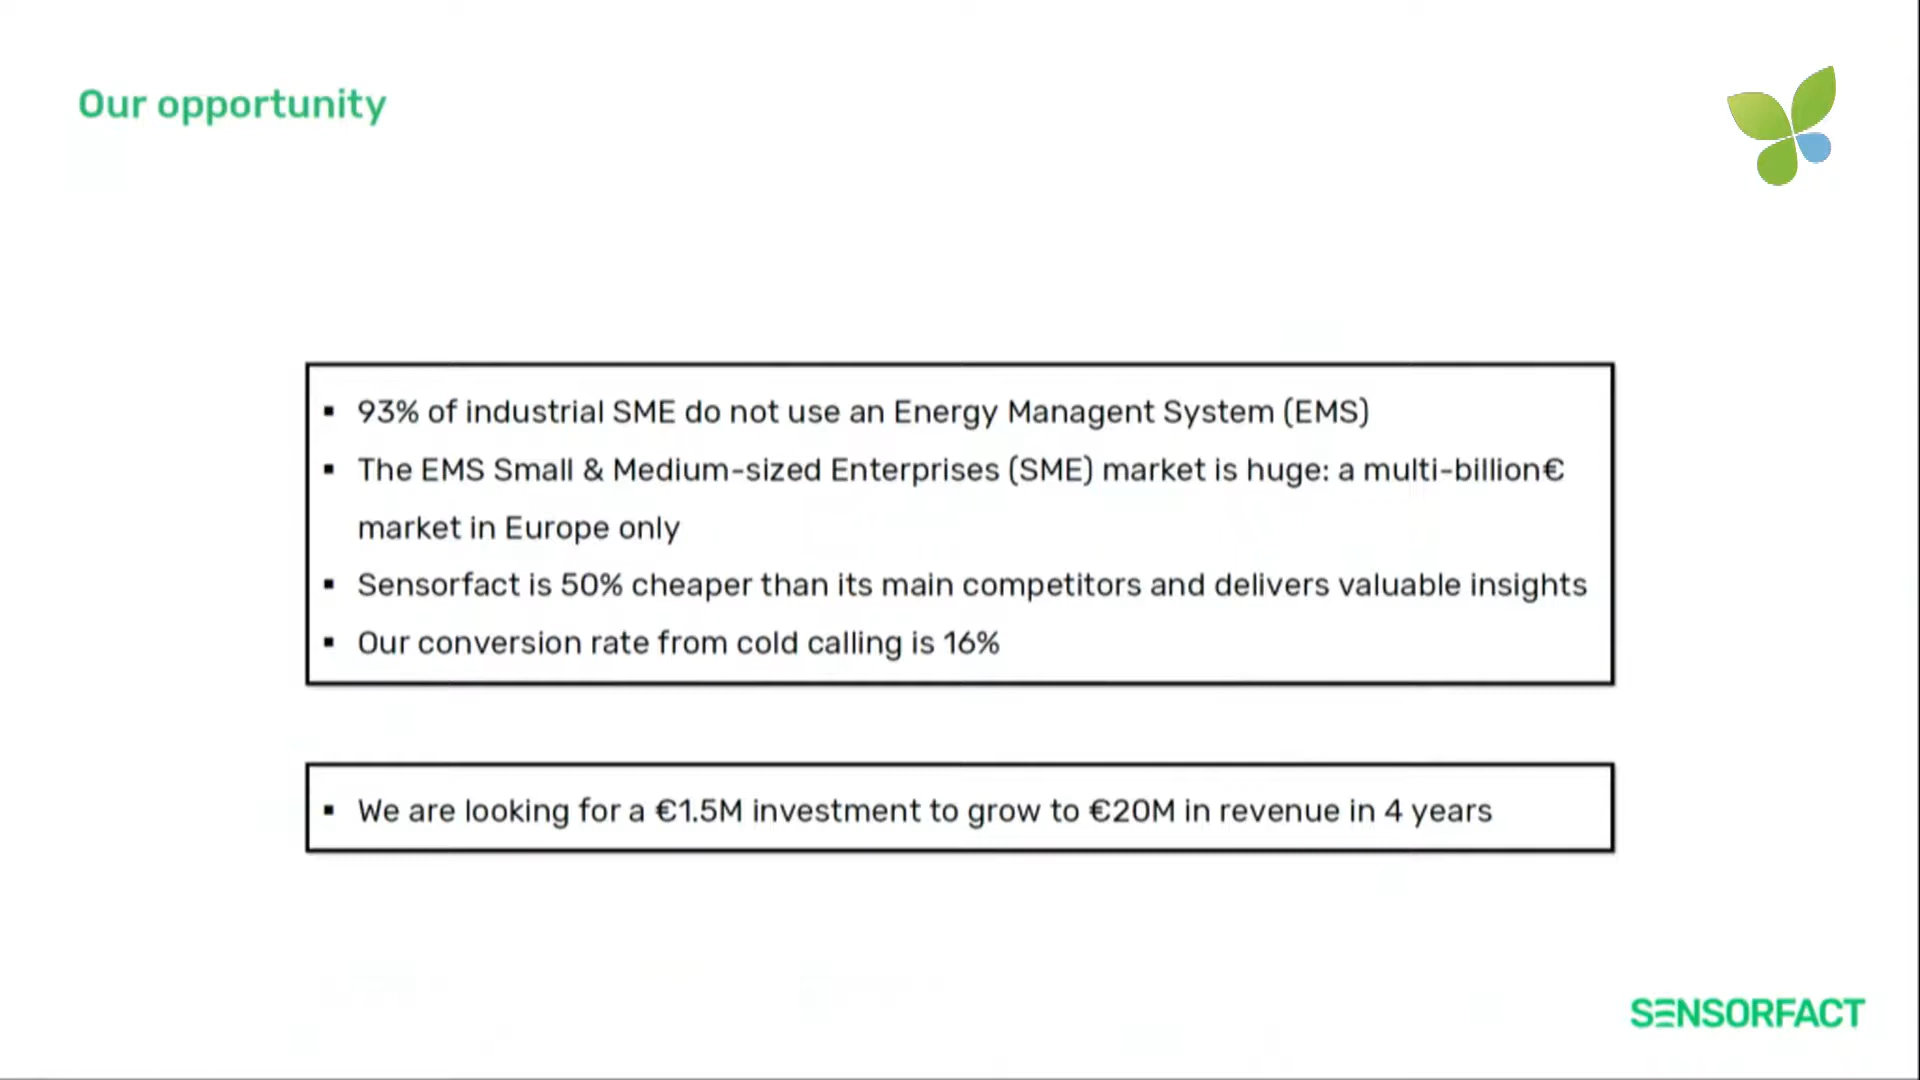 Our opportunity
▪ 93% of industrial SME do not use an Energy Managent System (EMS)
▪ The EMS Small & Medium-sized Enterprises (SME) market is huge: a multi-billion€
market in Europe only
▪ Sensorfact is 50% cheaper than its main competitors and delivers valuable insights
▪ Our conversion rate from cold calling is 16%
▪ We are looking for a €1.5M investment to grow to €20M in revenue in 4 years
SENSORFACT